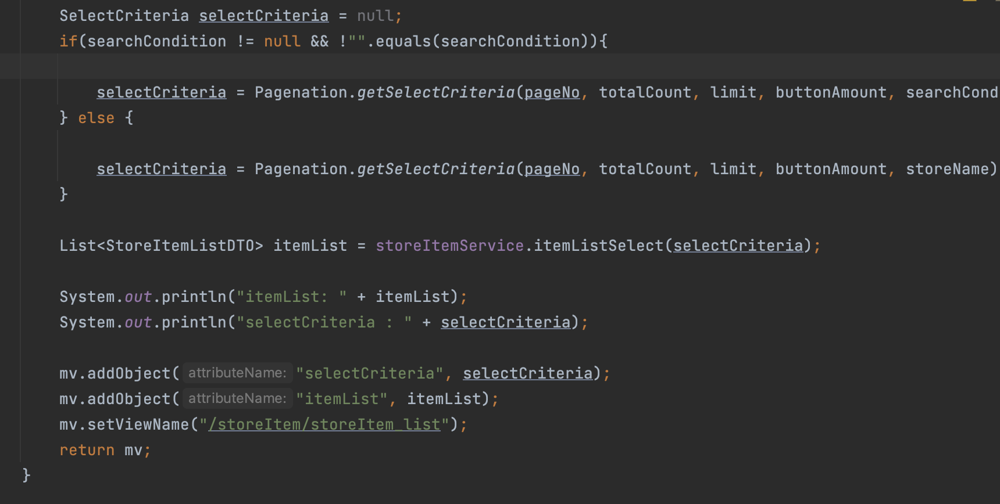 SelectCriteria selectCriteria = null;
if(searchCondition != null && !"".equals(searchCondition)){
selectCriteria = Pagenation.getSelectCriteria(pageNo, totalCount, limit, buttonAmount, searchCond
} else {
selectCriteria = Pagenation.getSelectCriteria(pageNo, totalCount, limit, buttonAmount, storeName)
}
List<StoreItemListDTO> itemList = storeItemService.itemListSelect(selectCriteria);
System.out.println("itemList: " + itemList);
System.out.println("selectCriteria : " + selectCriteria);
mv.addObject( attributeName: "selectCriteria", selectCriteria);
mv.addObject( attributeName: "itemList", itemList);
mv.setViewName("/storeItem/storeItem_list");
return mv;
}